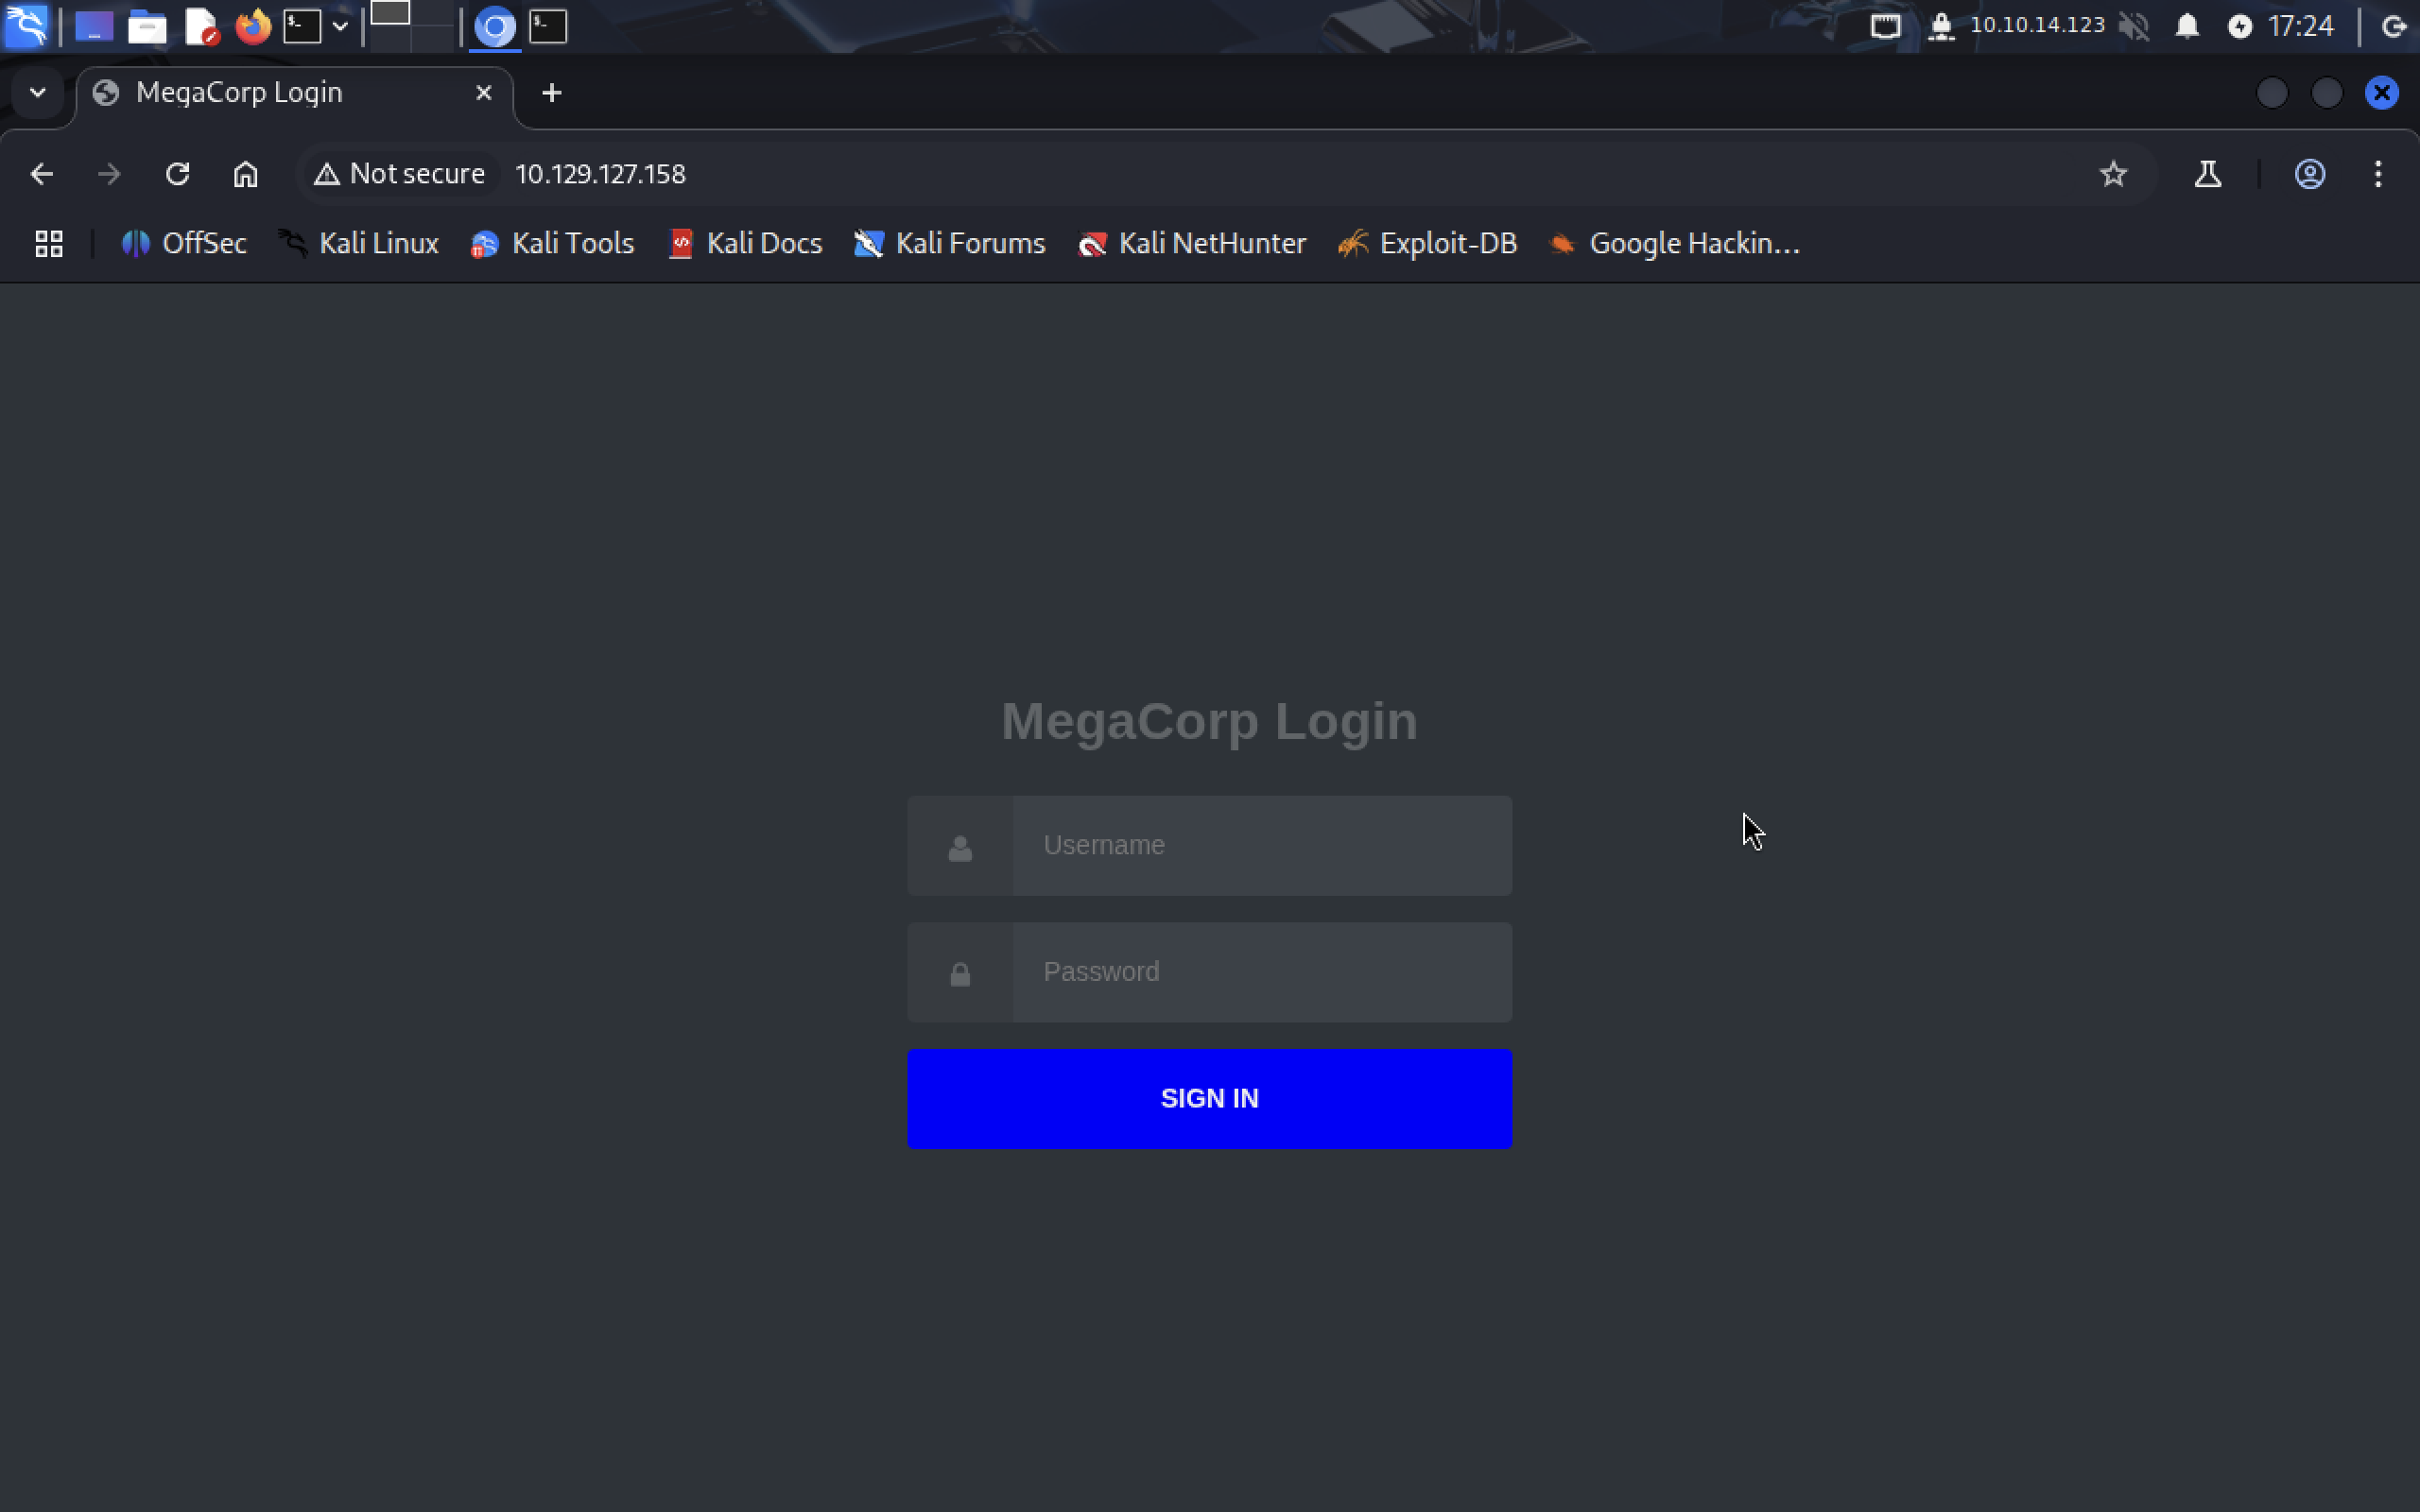 10.10.14.123 17:24
MegaCorp Login
Not secure 10.129.127.158
OffSec Kali Linux Kali Tools Kali Docs Kali Forums Kali NetHunter Exploit-DB Google Hackin...
MegaCorp Login
Username
Password
SIGN IN